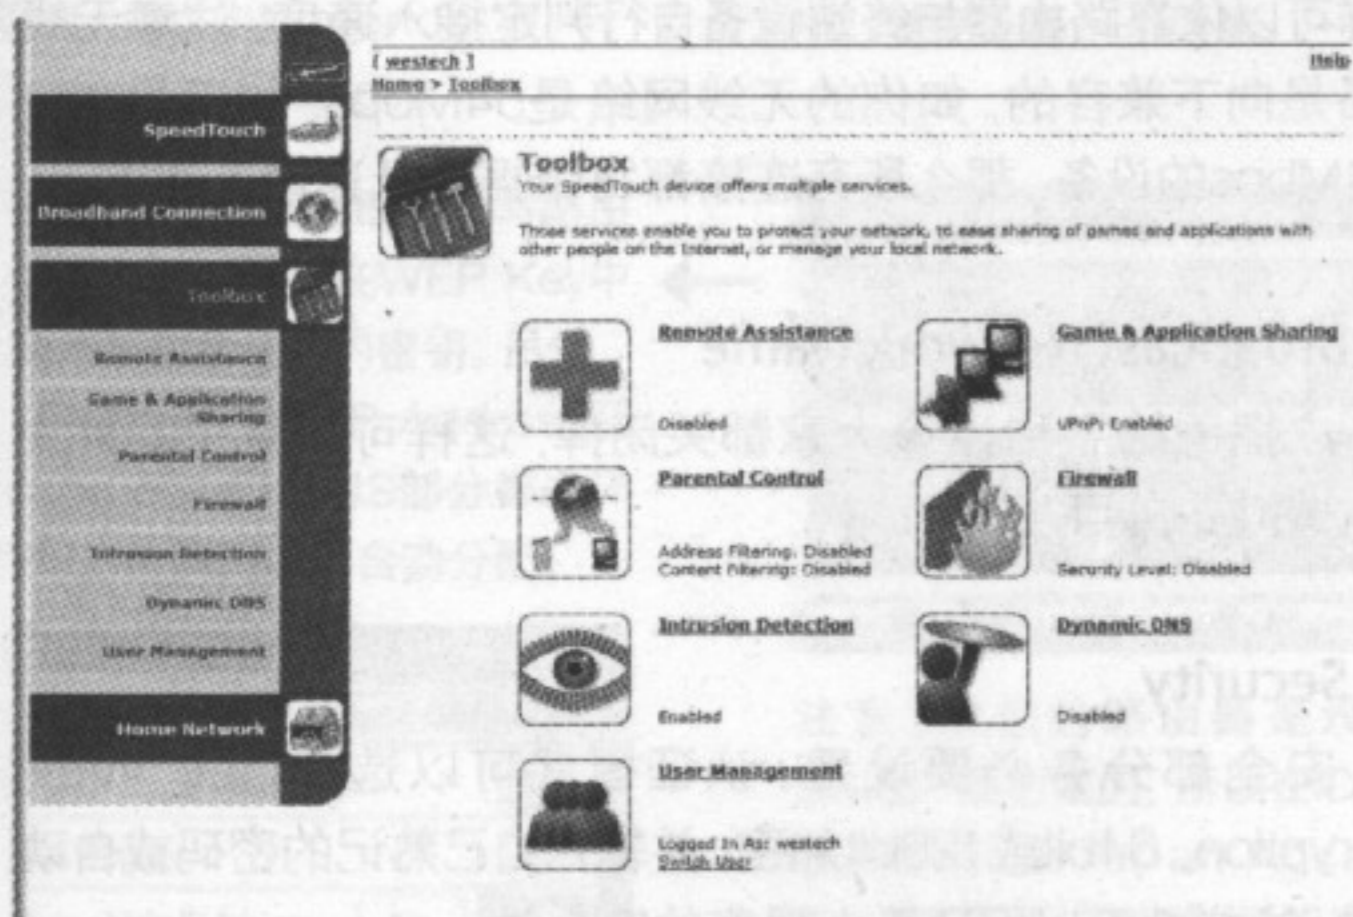 SpeedTouch
Broadband Connection
Toolbox
Remote Assistance
Game & Application
Sharing
Parental Control
Firewall
Intrusion Detection
Dynamic DNS
User Management
Home Network
[ westech ]
Help
Home > Toolbox
Toolbox
Your SpeedTouch device offers multiple services.
Those services enable you to protect your network, to ease sharing of games and applications with
other people on the Internet, or manage your local network.
Remote Assistance
Disabled
Game & Application Sharing
UPnP: Enabled
Parental Control
Address Filtering: Disabled
Content Filtering: Disabled
Firewall
Security Level: Disabled
Intrusion Detection
Enabled
Dynamic DNS
Disabled
User Management
Logged In As: westech
Switch User